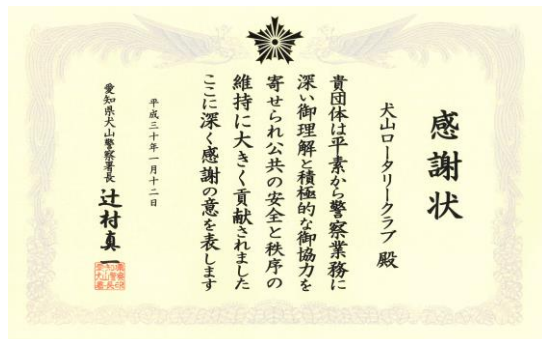 感謝状
犬山ロータリークラブ 殿
貴団体は平素から警察業務に
深い御理解と積極的な御協力を
寄せられ公共の安全と秩序の
維持に大きく貢献されました
ここに深く感謝の意を表します
平成三十年一月十二日
愛知県犬山警察署長 辻村真一